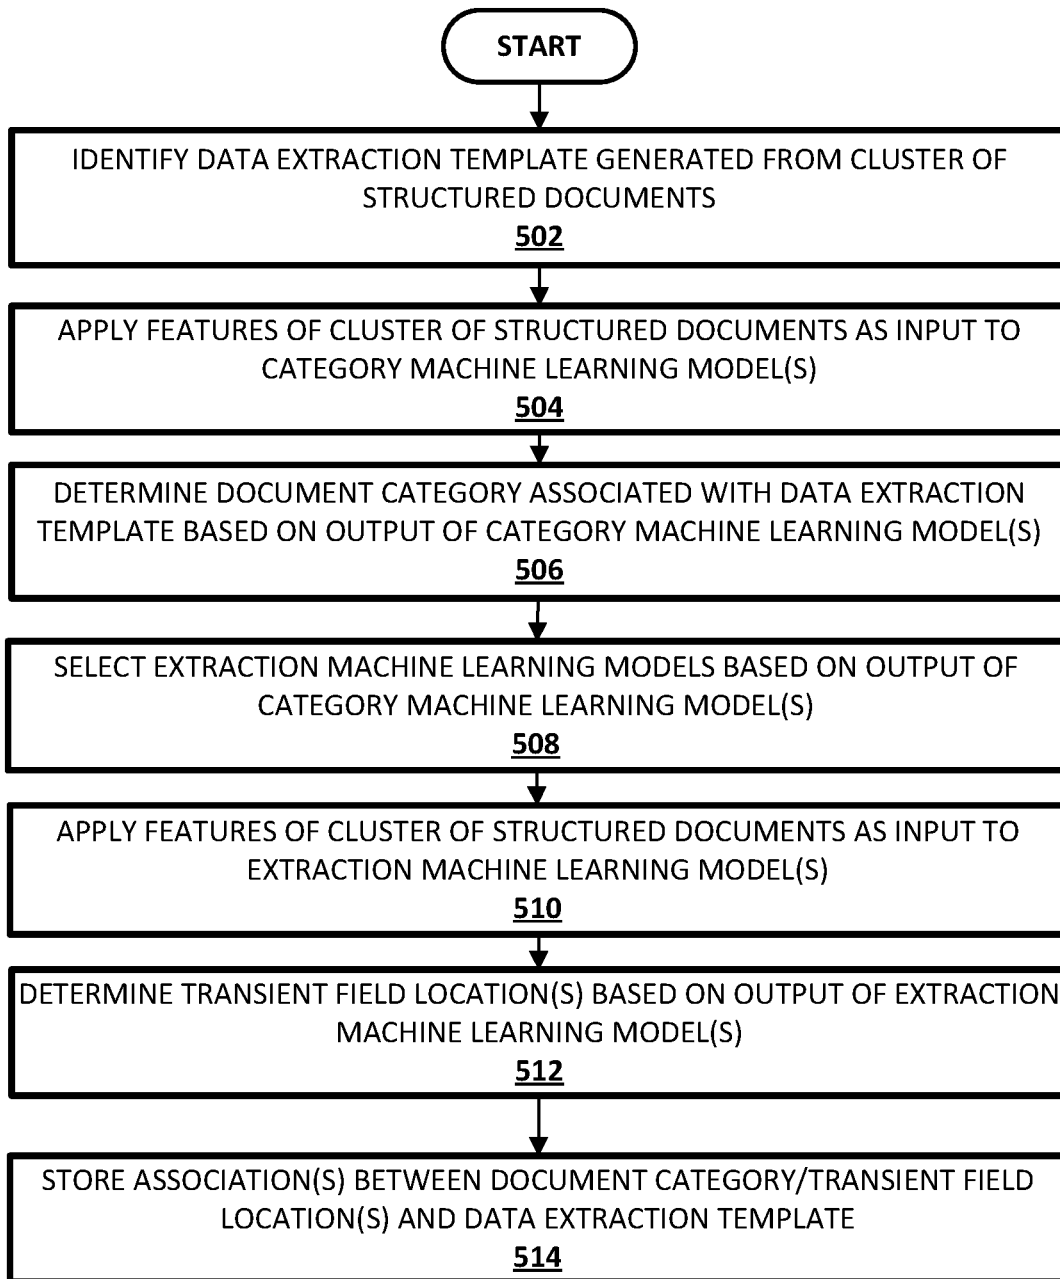 START
IDENTIFY DATA EXTRACTION TEMPLATE GENERATED FROM CLUSTER OF
STRUCTURED DOCUMENTS
502
APPLY FEATURES OF CLUSTER OF STRUCTURED DOCUMENTS AS INPUT TO
CATEGORY MACHINE LEARNING MODEL(S)
504
DETERMINE DOCUMENT CATEGORY ASSOCIATED WITH DATA EXTRACTION
TEMPLATE BASED ON OUTPUT OF CATEGORY MACHINE LEARNING MODEL(S)
506
SELECT EXTRACTION MACHINE LEARNING MODELS BASED ON OUTPUT OF
CATEGORY MACHINE LEARNING MODEL(S)
508
APPLY FEATURES OF CLUSTER OF STRUCTURED DOCUMENTS AS INPUT TO
EXTRACTION MACHINE LEARNING MODEL(S)
510
DETERMINE TRANSIENT FIELD LOCATION(S) BASED ON OUTPUT OF EXTRACTION
MACHINE LEARNING MODEL(S)
512
STORE ASSOCIATION(S) BETWEEN DOCUMENT CATEGORY/TRANSIENT FIELD
LOCATION(S) AND DATA EXTRACTION TEMPLATE
514